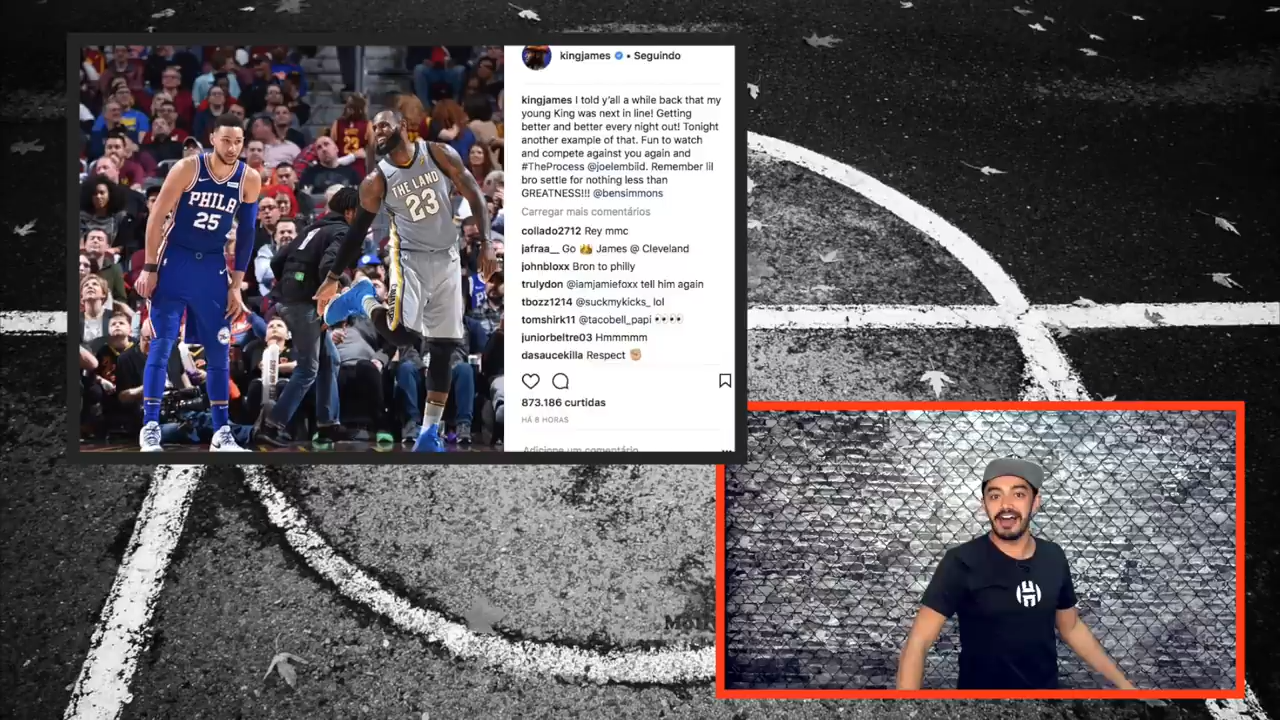 kingjames • Seguindo
kingjames I told y'all a while back that my
young King was next in line! Getting
better and better every night out! Tonight
another example of that. Fun to watch
and compete against you again and
#TheProcess @joelembiid. Remember lil
bro settle for nothing less than
GREATNESS!!! @bensimmons
Carregar mais comentários
collado2712 Rey mmc
jafraa__ Go 👑 James @ Cleveland
johnbloxx Bron to philly
trulydon @iamjamiefoxx tell him again
tbozz1214 @suckmykicks_ lol
tomshirk11 @tacobell_papi 👀👀
juniorbeltre03 Hmmmmm
dasaucekilla Respect ✊🏼
873.186 curtidas
HÁ 8 HORAS
Adicione um comentário
PHILA
25
THE LAND
23